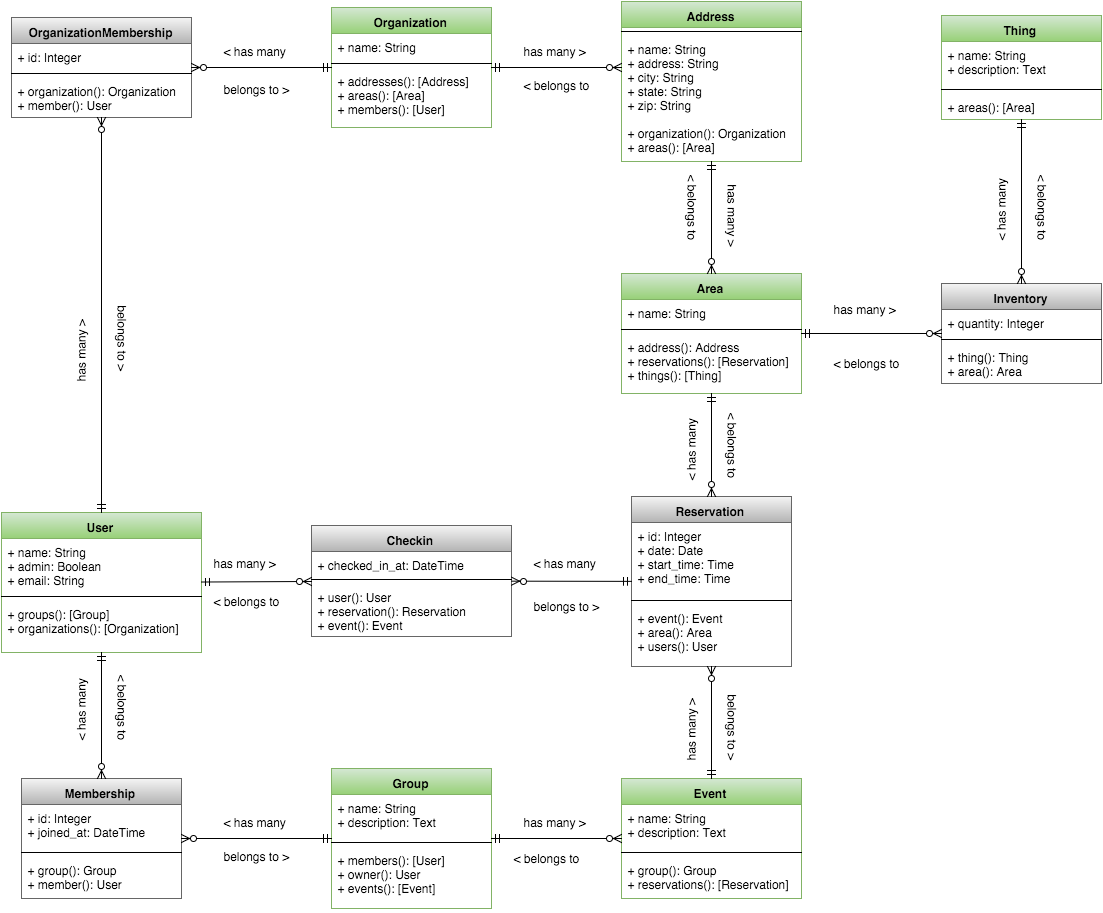 OrganizationMembership
+ id: Integer
+ organization(): Organization
+ member(): User
< has many
belongs to >
Organization
+ name: String
+ addresses(): [Address]
+ areas(): [Area]
+ members(): [User]
has many >
< belongs to
Address
+ name: String
+ address: String
+ city: String
+ state: String
+ zip: String
+ organization(): Organization
+ areas(): [Area]
Thing
+ name: String
+ description: Text
+ areas(): [Area]
< belongs to
has many >
< has many
< belongs to
Area
+ name: String
+ address(): Address
+ reservations(): [Reservation]
+ things(): [Thing]
has many >
< belongs to
Inventory
+ quantity: Integer
+ thing(): Thing
+ area(): Area
has many >
belongs to >
< has many
< belongs to
User
+ name: String
+ admin: Boolean
+ email: String
+ groups(): [Group]
+ organizations(): [Organization]
has many >
< belongs to
Checkin
+ checked_in_at: DateTime
+ user(): User
+ reservation(): Reservation
+ event(): Event
< has many
belongs to >
Reservation
+ id: Integer
+ date: Date
+ start_time: Time
+ end_time: Time
+ event(): Event
+ area(): Area
+ users(): User
< has many
< belongs to
has many >
belongs to >
Membership
+ id: Integer
+ joined_at: DateTime
+ group(): Group
+ member(): User
< has many
belongs to >
Group
+ name: String
+ description: Text
+ members(): [User]
+ owner(): User
+ events(): [Event]
has many >
< belongs to
Event
+ name: String
+ description: Text
+ group(): Group
+ reservations(): [Reservation]